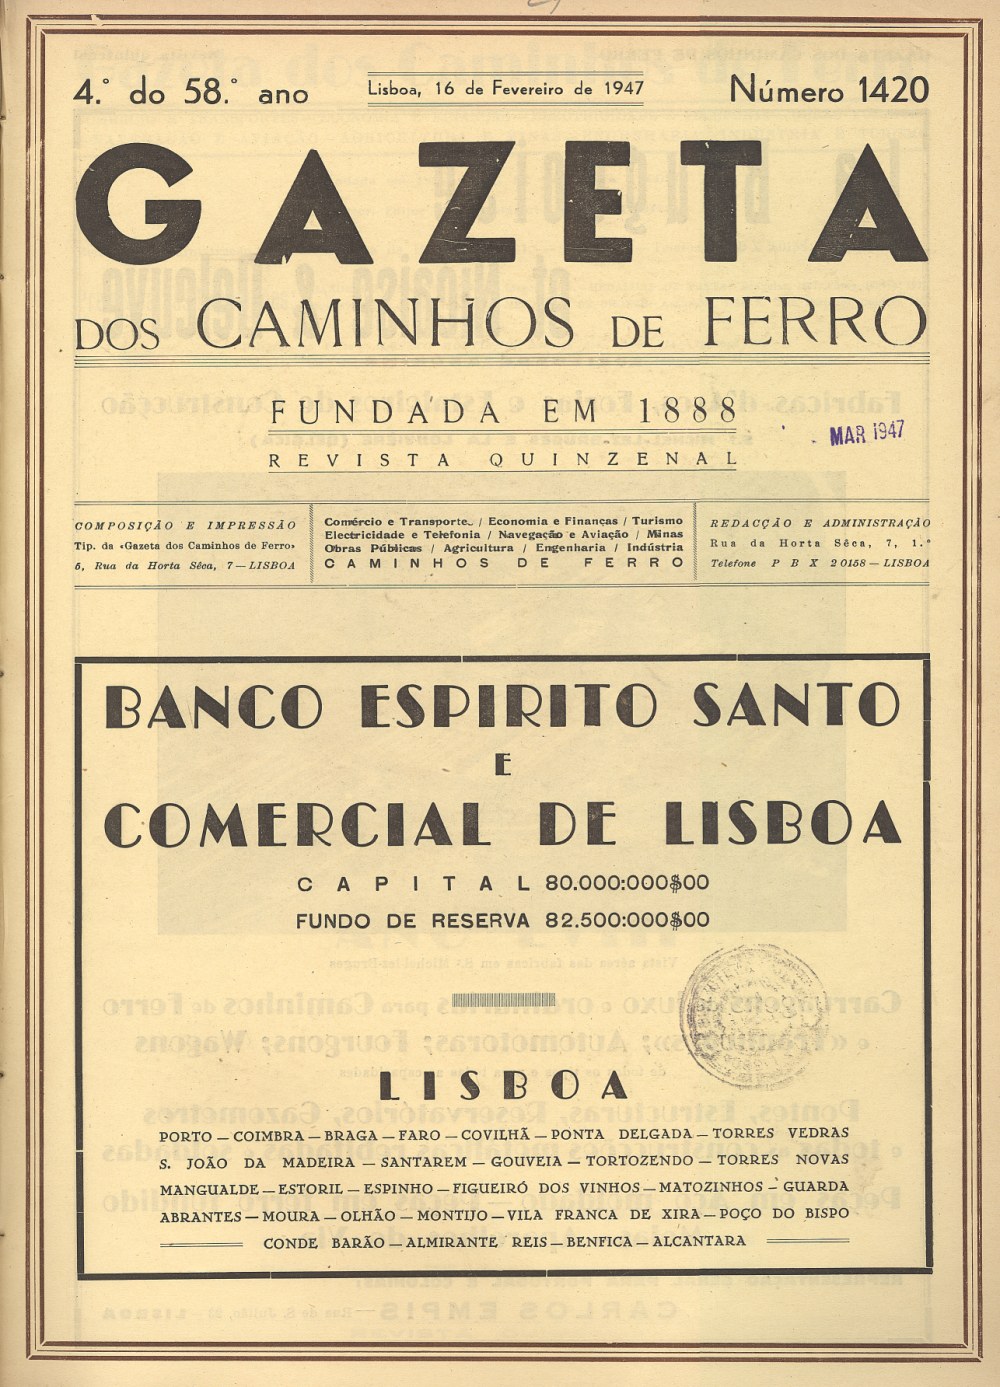 4.º do 58.º ano
Lisboa, 16 de Fevereiro de 1947
Número 1420
GAZETA
DOS CAMINHOS DE FERRO
FUNDADA EM 1888
MAR 1947
REVISTA QUINZENAL
COMPOSIÇÃO E IMPRESSÃO
Tip. da «Gazeta dos Caminhos de Ferro»
5, Rua da Horta Sêca, 7 — LISBOA
Comércio e Transportes / Economia e Finanças / Turismo
Electricidade e Telefonia / Navegação e Aviação / Minas
Obras Públicas / Agricultura / Engenharia / Indústria
CAMINHOS DE FERRO
REDACÇÃO E ADMINISTRAÇÃO
Rua da Horta Sêca, 7, 1.º
Telefone P B X 20158 — LISBOA
BANCO ESPIRITO SANTO
E
COMERCIAL DE LISBOA
CAPITAL 80.000:000$00
FUNDO DE RESERVA 82.500:000$00
LISBOA
PORTO — COIMBRA — BRAGA — FARO — COVILHÃ — PONTA DELGADA — TORRES VEDRAS
S. JOÃO DA MADEIRA — SANTAREM — GOUVEIA — TORTOZENDO — TORRES NOVAS
MANGUALDE — ESTORIL — ESPINHO — FIGUEIRÓ DOS VINHOS — MATOZINHOS — GUARDA
ABRANTES — MOURA — OLHÃO — MONTIJO — VILA FRANCA DE XIRA — POÇO DO BISPO
CONDE BARÃO — ALMIRANTE REIS — BENFICA — ALCANTARA